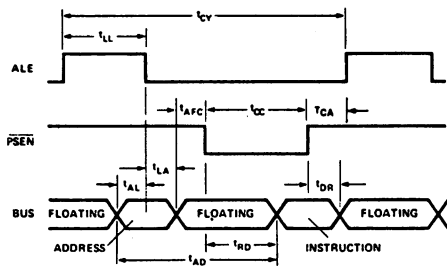 tCY
tLL
ALE
tAFC tCC TCA
PSEN
tLA
tAL tDR
BUS FLOATING FLOATING FLOATING
ADDRESS tRD INSTRUCTION
tAD